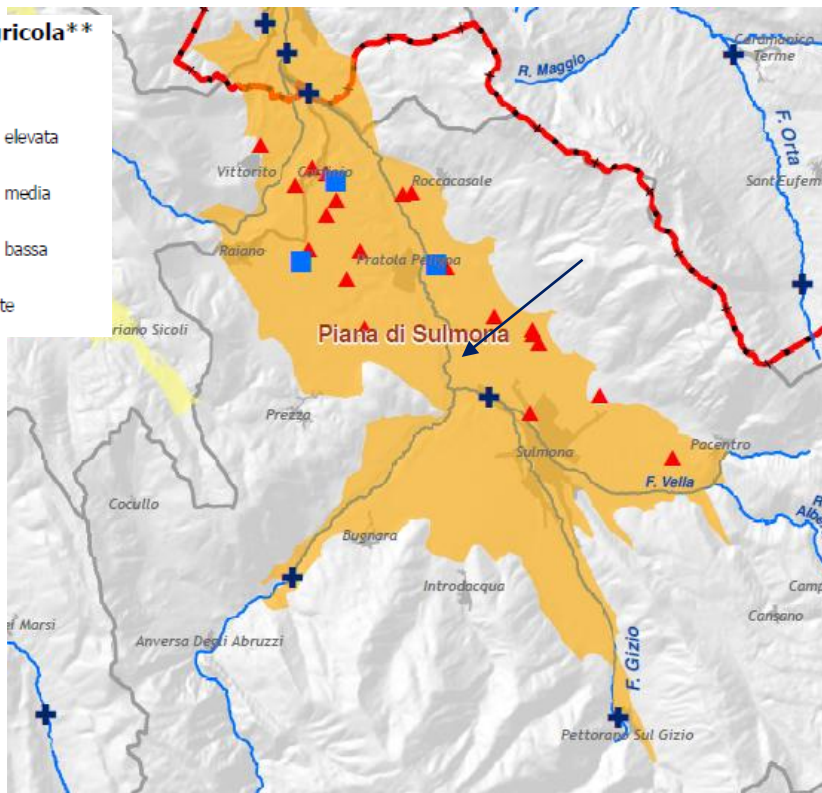 ricola**
elevata
media
bassa
te
Caramanico
Terme
R. Maggio
F. Orta
Sant'Eufem
Vittorito
Corfinio
Roccacasale
Raiano
Pratola Peligna
riano Sicoli
Piana di Sulmona
Prezza
Sulmona
Pacentro
F. Vella
R
Albe
Cocullo
Bugnara
Introdacqua
Camp
Cansano
ei Marsi
Anversa Degli Abruzzi
F. Gizio
Pettorano Sul Gizio